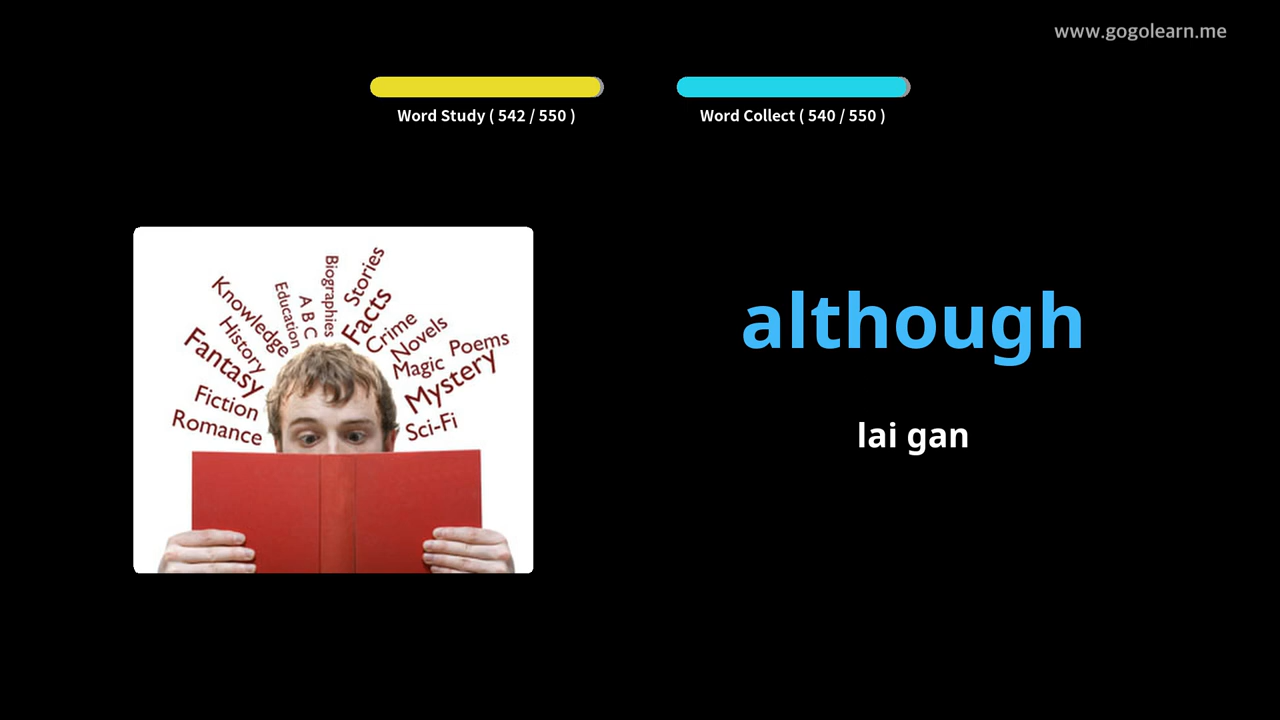 www.gogolearn.me
Word Study ( 542 / 550 )
Word Collect ( 540 / 550 )
Biographies
Stories
Knowledge
Education
A B C
Facts
Crime
History
Novels
Poems
Fantasy
Magic
Mystery
Fiction
Romance
Sci-Fi
although
lai gan